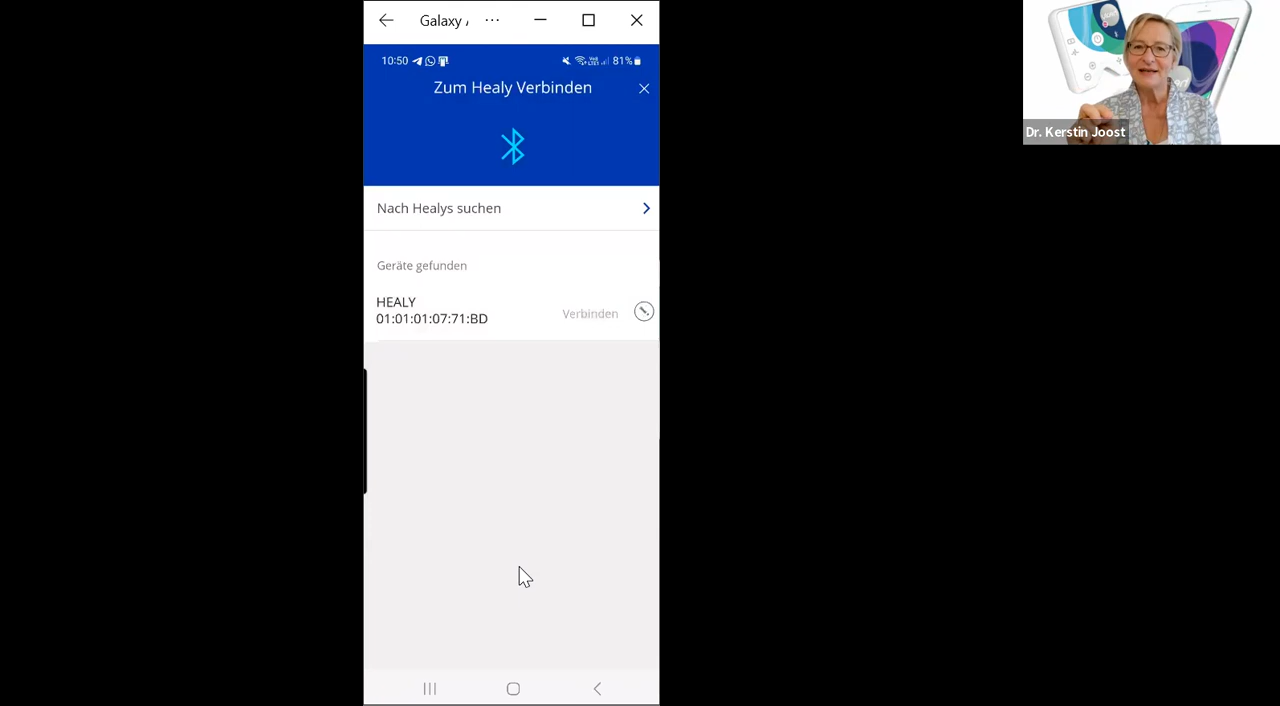 Galaxy
10:50
81%
Zum Healy Verbinden
Nach Healys suchen
Geräte gefunden
HEALY
01:01:01:07:71:BD
Verbinden
Dr. Kerstin Joost